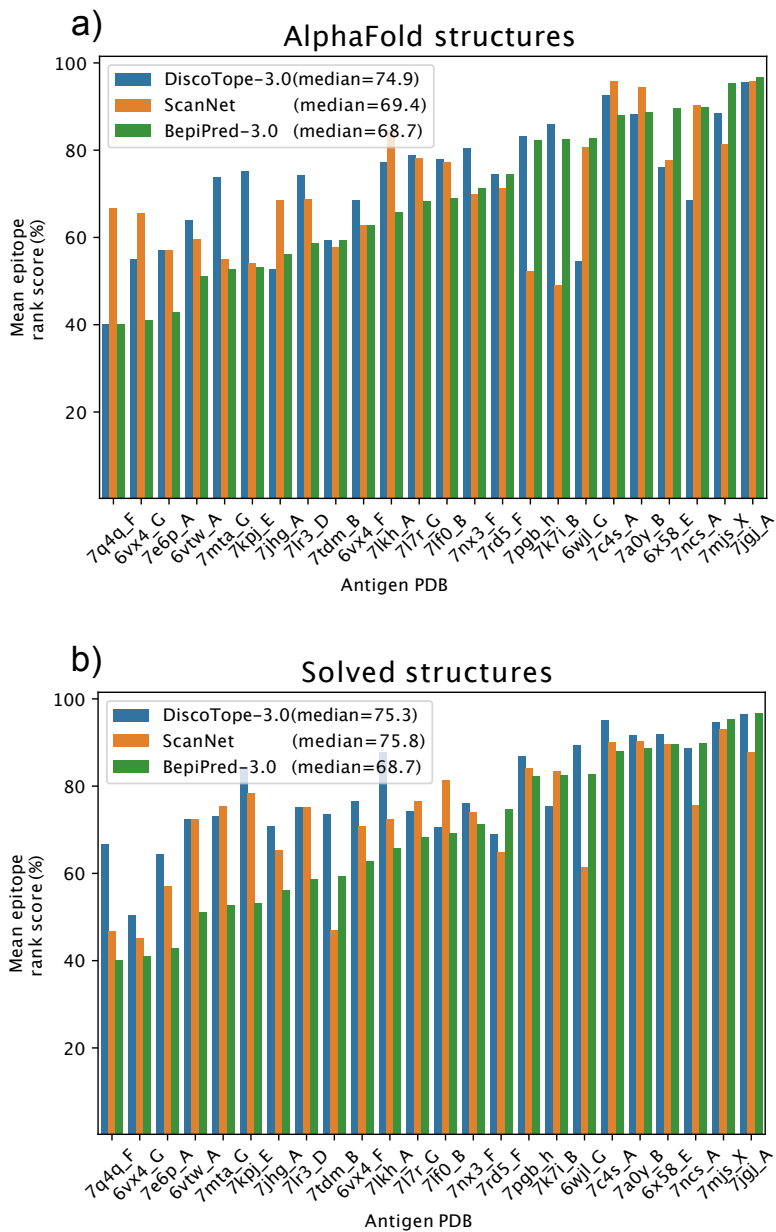 a)
AlphaFold structures
DiscoTope-3.0(median=74.9)
ScanNet (median=69.4)
BepiPred-3.0 (median=68.7)
Mean epitope
rank score(%)
100
80
60
40
20
7q4q_F
6vx4_G
7e6p_A
6vtw_A
7mta_G
7kpj_E
7jhg_A
7lr3_D
7tdm_B
6vx4_F
7lkh_A
7l7r_G
7lf0_B
7nx3_F
7rd5_F
7pgb_h
7k7i_B
6wjl_G
7c4s_A
7a0y_B
6x58_E
7ncs_A
7mjs_X
7jgj_A
Antigen PDB
b)
Solved structures
DiscoTope-3.0(median=75.3)
ScanNet (median=75.8)
BepiPred-3.0 (median=68.7)
Mean epitope
rank score(%)
100
80
60
40
20
7q4q_F
6vx4_G
7e6p_A
6vtw_A
7mta_G
7kpj_E
7jhg_A
7lr3_D
7tdm_B
6vx4_F
7lkh_A
7l7r_G
7lf0_B
7nx3_F
7rd5_F
7pgb_h
7k7i_B
6wjl_G
7c4s_A
7a0y_B
6x58_E
7ncs_A
7mjs_X
7jgj_A
Antigen PDB